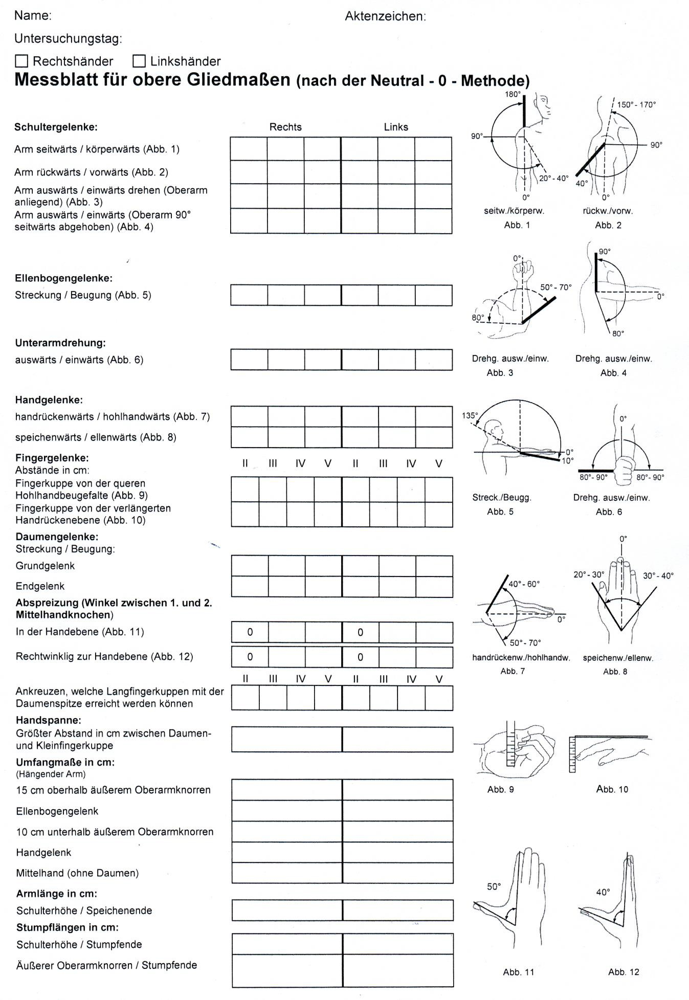 Name:
Aktenzeichen:
Untersuchungstag:
Rechtshänder Linkshänder
Messblatt für obere Gliedmaßen (nach der Neutral - 0 - Methode)
Schultergelenke:
Rechts Links
Arm seitwärts / körperwärts (Abb. 1)
Arm rückwärts / vorwärts (Abb. 2)
Arm auswärts / einwärts drehen (Oberarm
anliegend) (Abb. 3)
Arm auswärts / einwärts (Oberarm 90°
seitwärts abgehoben) (Abb. 4)
180°
90°
20°- 40°
0°
seitw./körperw.
Abb. 1
150°- 170°
90°
40°
0°
rückw./vorw.
Abb. 2
Ellenbogengelenke:
Streckung / Beugung (Abb. 5)
0°
50°- 70°
80°
Drehg. ausw./einw.
Abb. 3
90°
0°
80°
Drehg. ausw./einw.
Abb. 4
Unterarmdrehung:
auswärts / einwärts (Abb. 6)
Handgelenke:
handrückenwärts / hohlhandwärts (Abb. 7)
speichenwärts / ellenwärts (Abb. 8)
135°
0°
10°
Streck./Beugg.
Abb. 5
0°
80°- 90° 80°- 90°
Drehg. ausw./einw.
Abb. 6
Fingergelenke:
Abstände in cm:
II III IV V II III IV V
Fingerkuppe von der queren
Hohlhandbeugefalte (Abb. 9)
Fingerkuppe von der verlängerten
Handrückenebene (Abb. 10)
Daumengelenke:
Streckung / Beugung:
Grundgelenk
Endgelenk
40°- 60°
0°
50°- 70°
handrückenw./hohlhandw.
Abb. 7
0°
20°- 30° 30°- 40°
speichenw./ellenw.
Abb. 8
Abspreizung (Winkel zwischen 1. und 2.
Mittelhandknochen)
In der Handebene (Abb. 11)
0 0
Rechtwinklig zur Handebene (Abb. 12)
0 0
II III IV V II III IV V
Ankreuzen, welche Langfingerkuppen mit der
Daumenspitze erreicht werden können
Handspanne:
Größter Abstand in cm zwischen Daumen-
und Kleinfingerkuppe
Abb. 9
Abb. 10
Umfangmaße in cm:
(Hängender Arm)
15 cm oberhalb äußerem Oberarmknorren
Ellenbogengelenk
10 cm unterhalb äußerem Oberarmknorren
Handgelenk
Mittelhand (ohne Daumen)
Armlänge in cm:
Schulterhöhe / Speichenende
Stumpflängen in cm:
Schulterhöhe / Stumpfende
Äußerer Oberarmknorren / Stumpfende
50°
Abb. 11
40°
Abb. 12